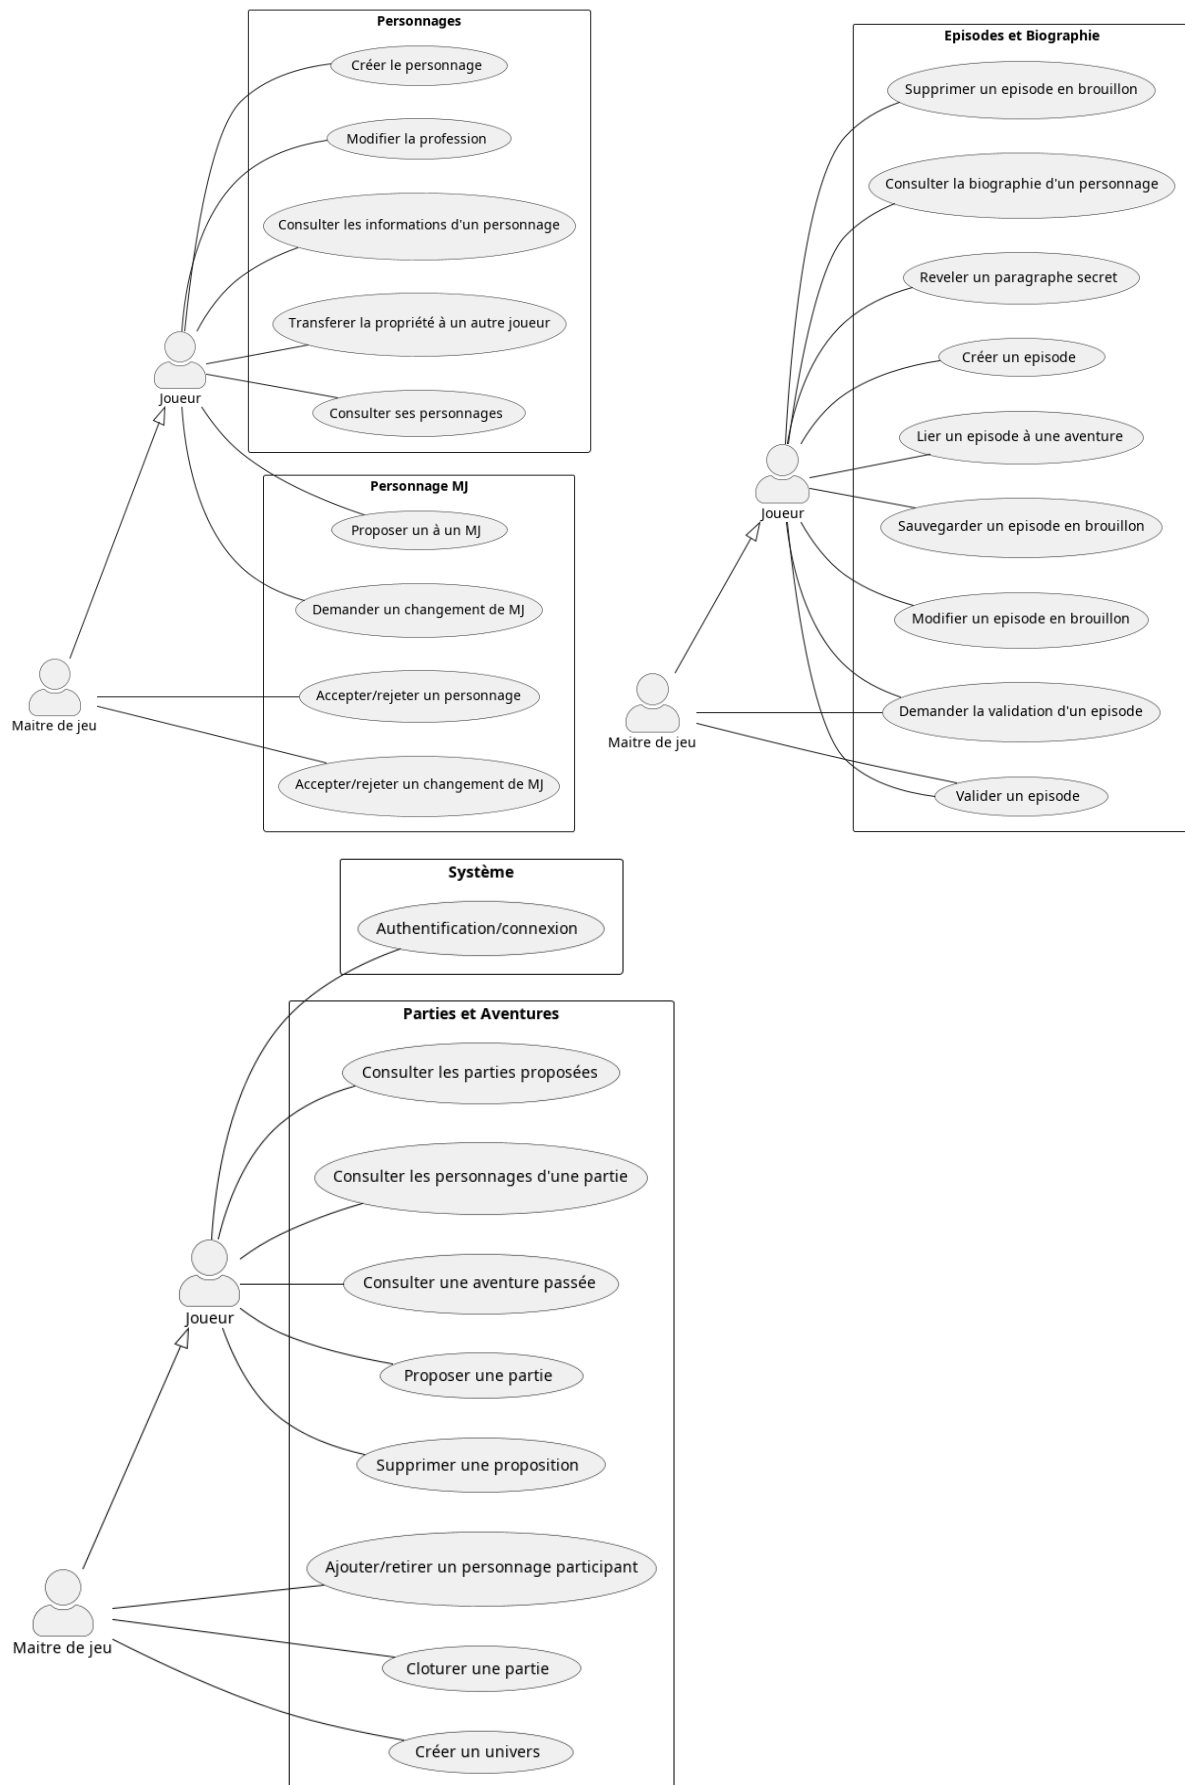 Personnages
Créer le personnage
Modifier la profession
Consulter les informations d'un personnage
Transferer la propriété à un autre joueur
Consulter ses personnages
Joueur
Personnage MJ
Proposer un à un MJ
Demander un changement de MJ
Accepter/rejeter un personnage
Accepter/rejeter un changement de MJ
Maitre de jeu
Episodes et Biographie
Supprimer un episode en brouillon
Consulter la biographie d'un personnage
Reveler un paragraphe secret
Créer un episode
Lier un episode à une aventure
Sauvegarder un episode en brouillon
Modifier un episode en brouillon
Demander la validation d'un episode
Valider un episode
Joueur
Maitre de jeu
Système
Authentification/connexion
Parties et Aventures
Consulter les parties proposées
Consulter les personnages d'une partie
Consulter une aventure passée
Proposer une partie
Supprimer une proposition
Ajouter/retirer un personnage participant
Cloturer une partie
Créer un univers
Joueur
Maitre de jeu